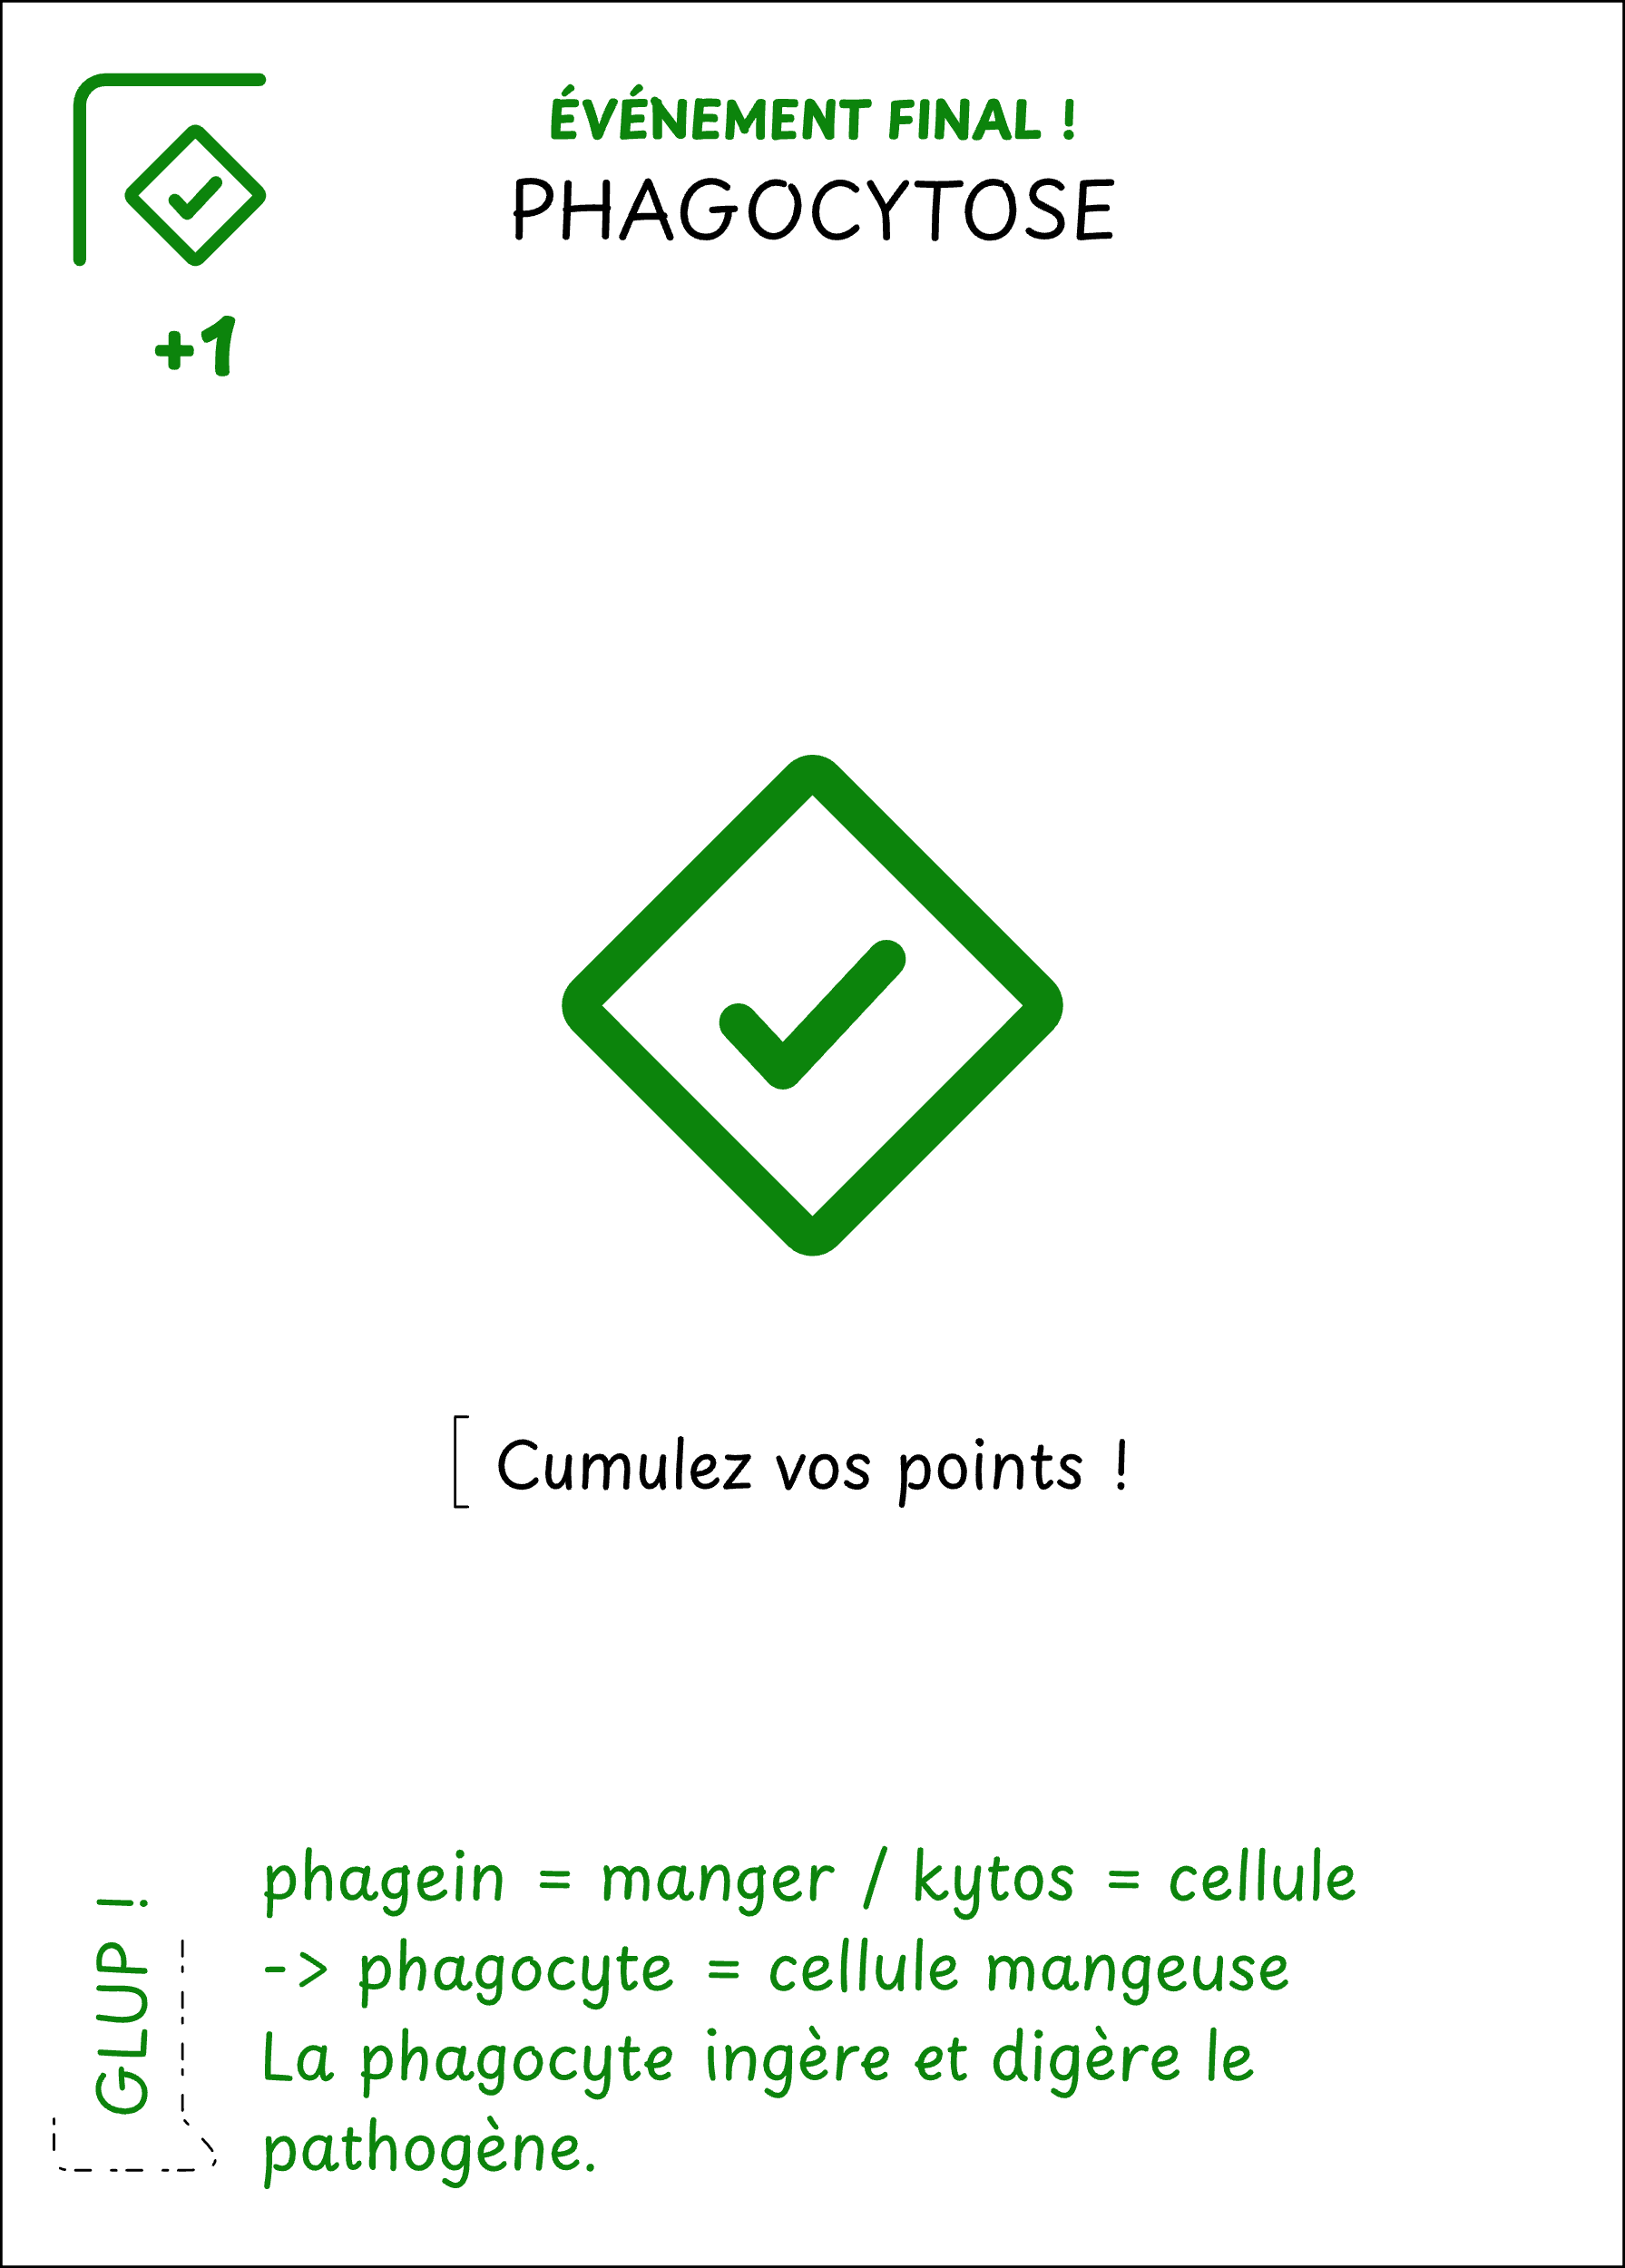 ÉVÉNEMENT FINAL !
PHAGOCYTOSE
+1
Cumulez vos points !
GLUP !
phagein = manger / kytos = cellule
-> phagocyte = cellule mangeuse
La phagocyte ingère et digère le
pathogène.